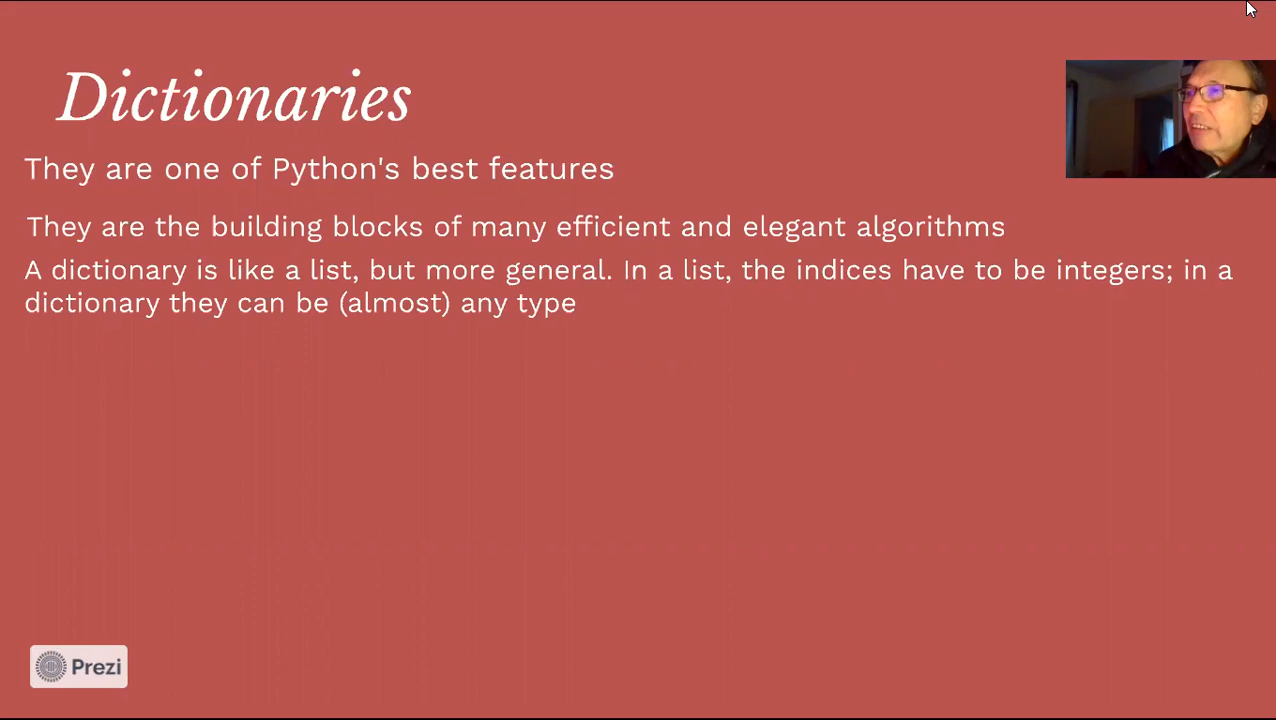 Dictionaries
They are one of Python's best features
They are the building blocks of many efficient and elegant algorithms
A dictionary is like a list, but more general. In a list, the indices have to be integers; in a
dictionary they can be (almost) any type
Prezi